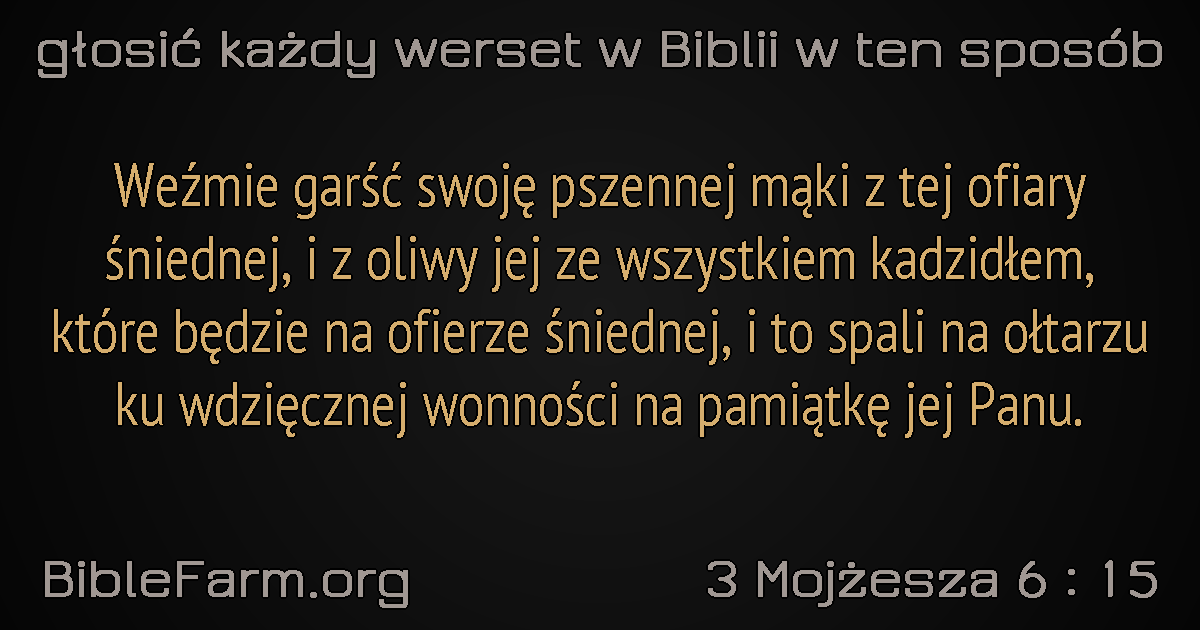 głosić każdy werset w Biblii w ten sposób
Weźmie garść swoję pszennej mąki z tej ofiary
śniednej, i z oliwy jej ze wszystkiem kadzidłem,
które będzie na ofierze śniednej, i to spali na ołtarzu
ku wdzięcznej wonności na pamiątkę jej Panu.
BibleFarm.org
3 Mojżesza 6 : 15